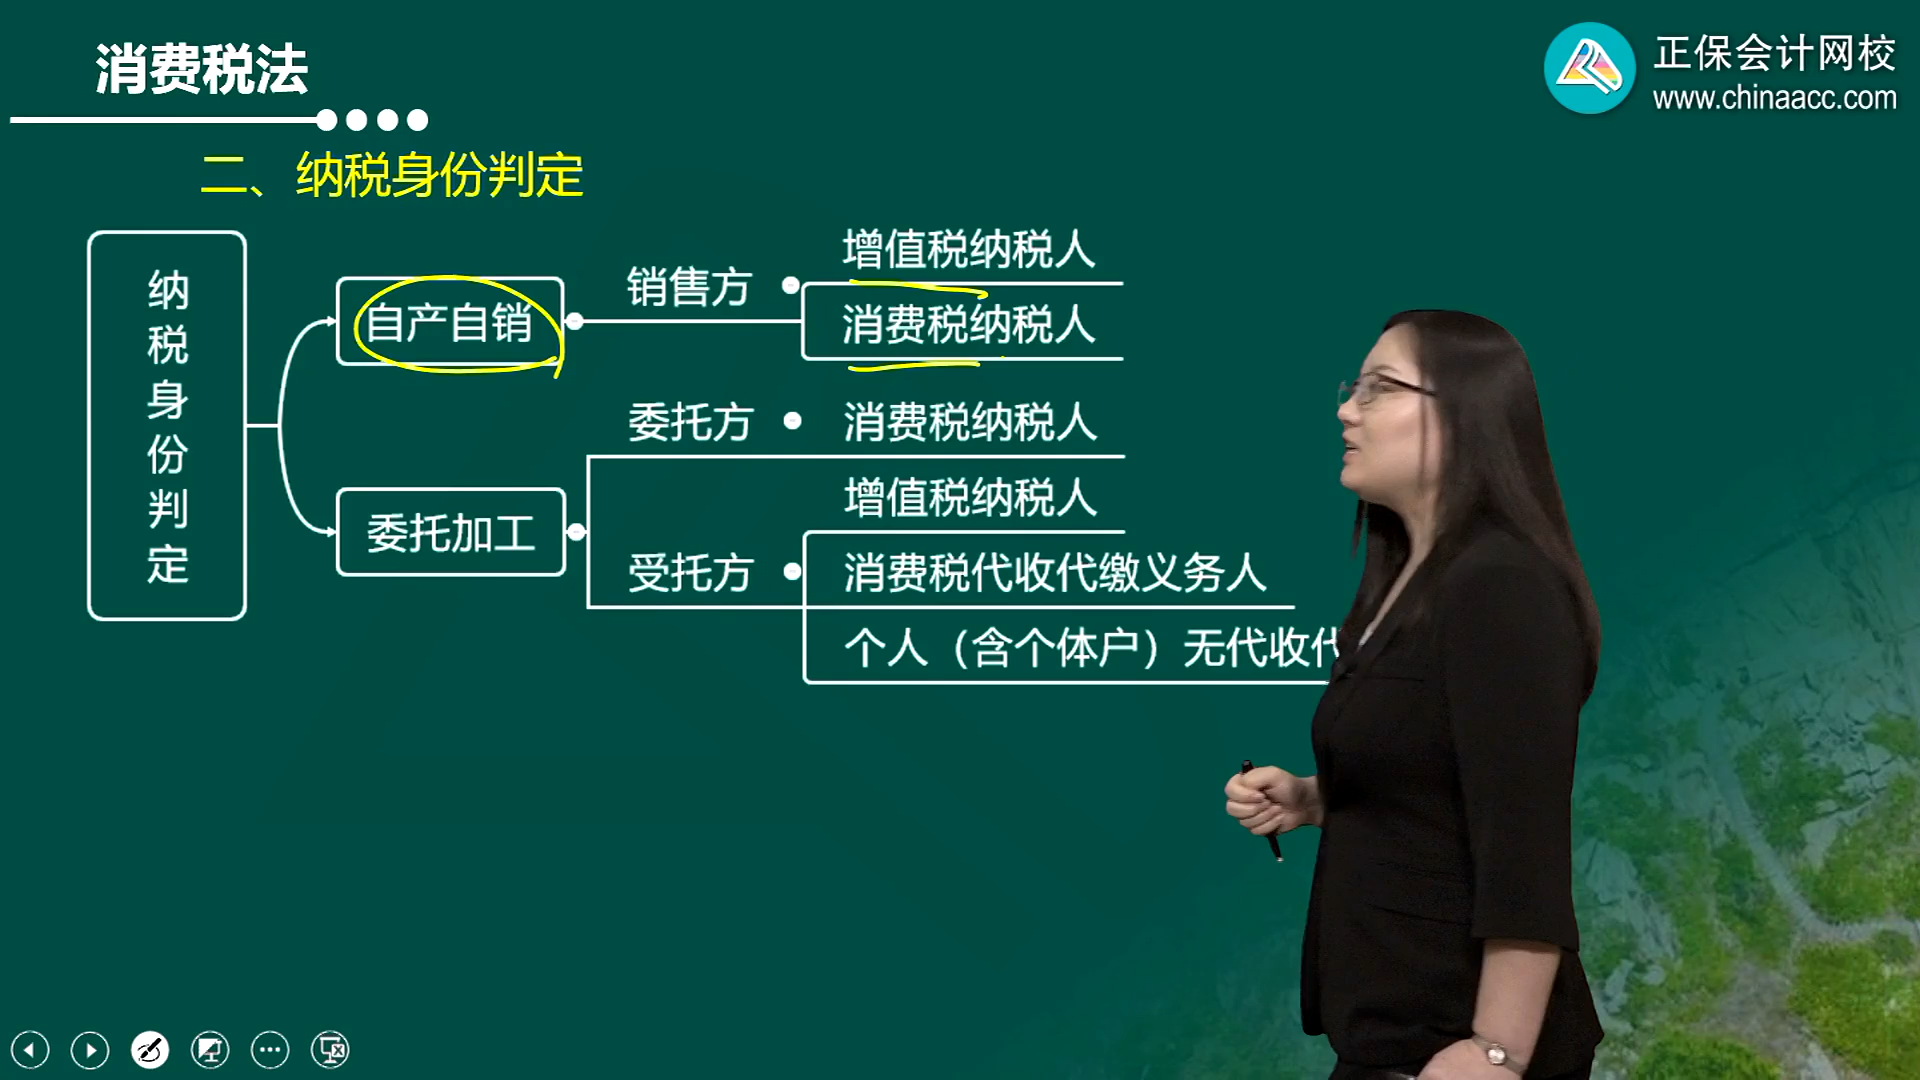 消费税法
正保会计网校
www.chinaacc.com
二、纳税身份判定
纳税身份判定
自产自销
销售方
增值税纳税人
消费税纳税人
委托加工
委托方
消费税纳税人
受托方
增值税纳税人
消费税代收代缴义务人
个人（含个体户）无代收